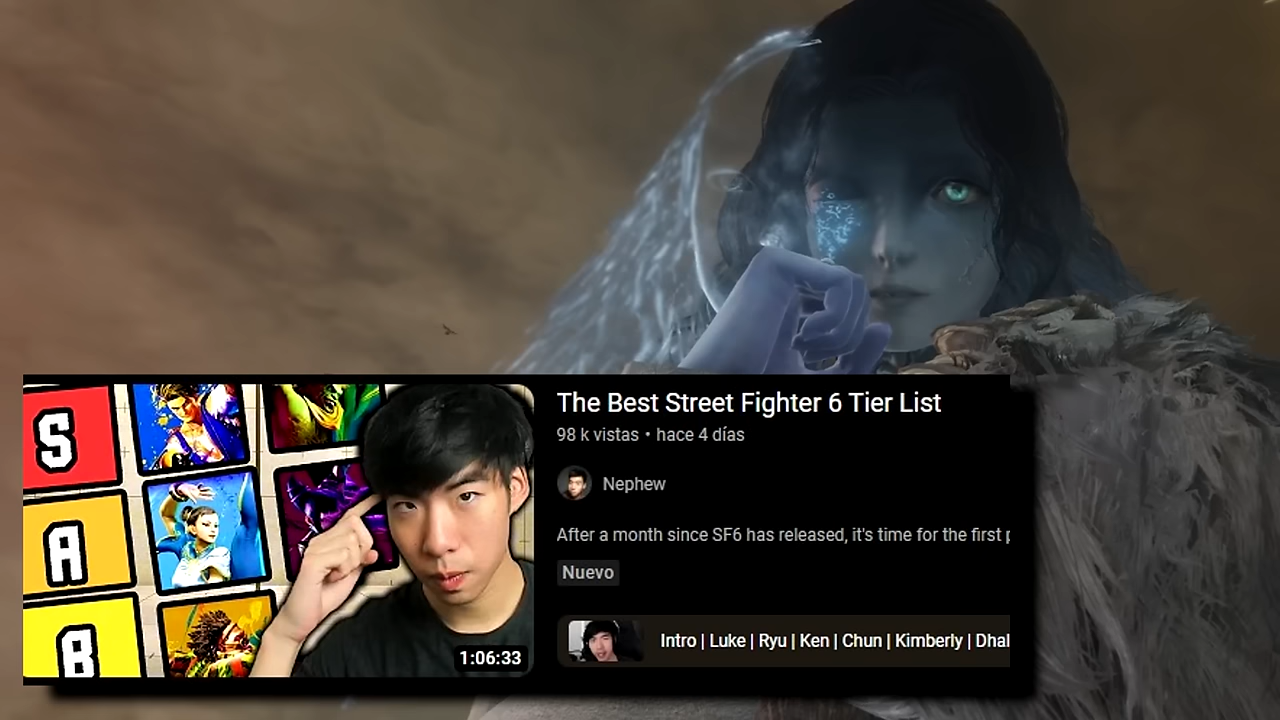 S
A
B
1:06:33
The Best Street Fighter 6 Tier List
98 k vistas • hace 4 días
Nephew
After a month since SF6 has released, it's time for the first
Nuevo
Intro | Luke | Ryu | Ken | Chun | Kimberly | Dhal